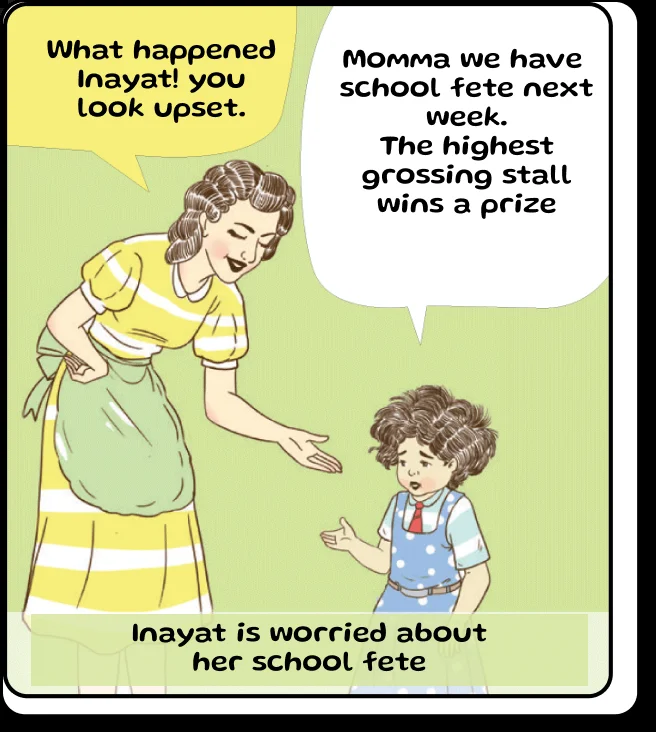 What happened
Inayat! you
look upset.
Momma we have
school fete next
week.
The highest
grossing stall
wins a prize
Inayat is worried about
her school fete